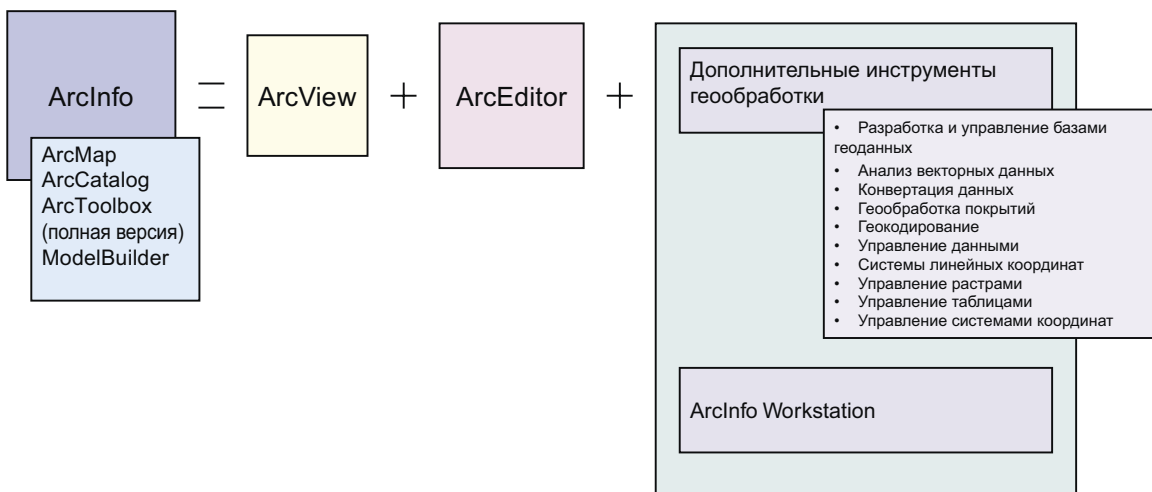 ArcInfo
ArcMap
ArcCatalog
ArcToolbox
(полная версия)
ModelBuilder
=
ArcView
+
ArcEditor
+
Дополнительные инструменты
геообработки
• Разработка и управление базами
геоданных
• Анализ векторных данных
• Конвертация данных
• Геообработка покрытий
• Геокодирование
• Управление данными
• Системы линейных координат
• Управление растрами
• Управление таблицами
• Управление системами координат
ArcInfo Workstation